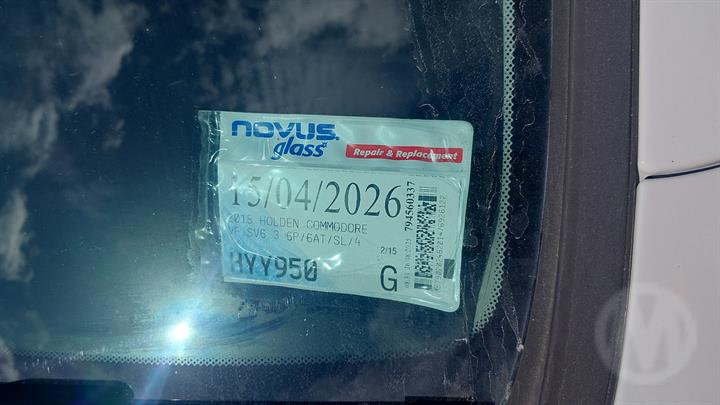 novus
glass
Repair & Replacement
15/04/2026
2015 HOLDEN COMMODORE
VF SV6 3 6P/6AT/SL/4
2/15
HYY950
G
794560337
M